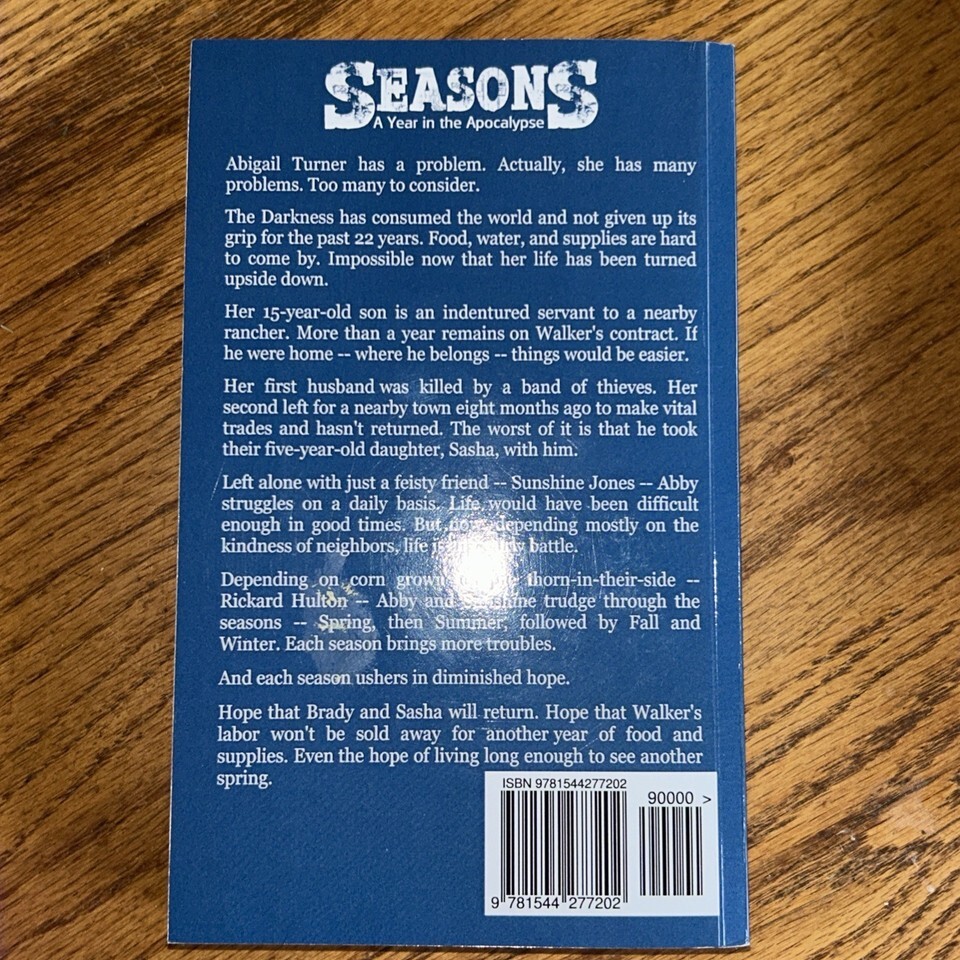 SEASONS
A Year in the Apocalypse
Abigail Turner has a problem. Actually, she has many
problems. Too many to consider.
The Darkness has consumed the world and not given up its
grip for the past 22 years. Food, water, and supplies are hard
to come by. Impossible now that her life has been turned
upside down.
Her 15-year-old son is an indentured servant to a nearby
rancher. More than a year remains on Walker's contract. If
he were home -- where he belongs -- things would be easier.
Her first husband was killed by a band of thieves. Her
second left for a nearby town eight months ago to make vital
trades and hasn't returned. The worst of it is that he took
their five-year-old daughter, Sasha, with him.
Left alone with just a feisty friend -- Sunshine Jones -- Abby
struggles on a daily basis. Life would have been difficult
enough in good times. But now, depending mostly on the
kindness of neighbors, life battle.
Depending on corn grown thorn-in-their-side --
Rickard Hulton -- Abby and Sunshine trudge through the
seasons -- Spring, then Summer, followed by Fall and
Winter. Each season brings more troubles.
And each season ushers in diminished hope.
Hope that Brady and Sasha will return. Hope that Walker's
labor won't be sold away for another year of food and
supplies. Even the hope of living long enough to see another
spring.
ISBN 9781544277202
90000 >
9 781544 277202